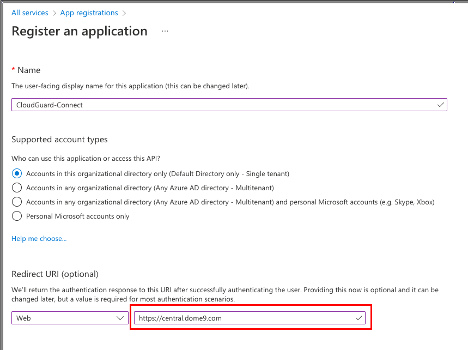 All services > App registrations >
Register an application ...
* Name
The user-facing display name for this application (this can be changed later).
CloudGuard-Connect
Supported account types
Who can use this application or access this API?
Accounts in this organizational directory only (Default Directory only - Single tenant)
Accounts in any organizational directory (Any Azure AD directory - Multitenant)
Accounts in any organizational directory (Any Azure AD directory - Multitenant) and personal Microsoft accounts (e.g. Skype, Xbox)
Personal Microsoft accounts only
Help me choose...
Redirect URI (optional)
We'll return the authentication response to this URI after successfully authenticating the user. Providing this now is optional and it can be
changed later, but a value is required for most authentication scenarios.
Web https://central.dome9.com